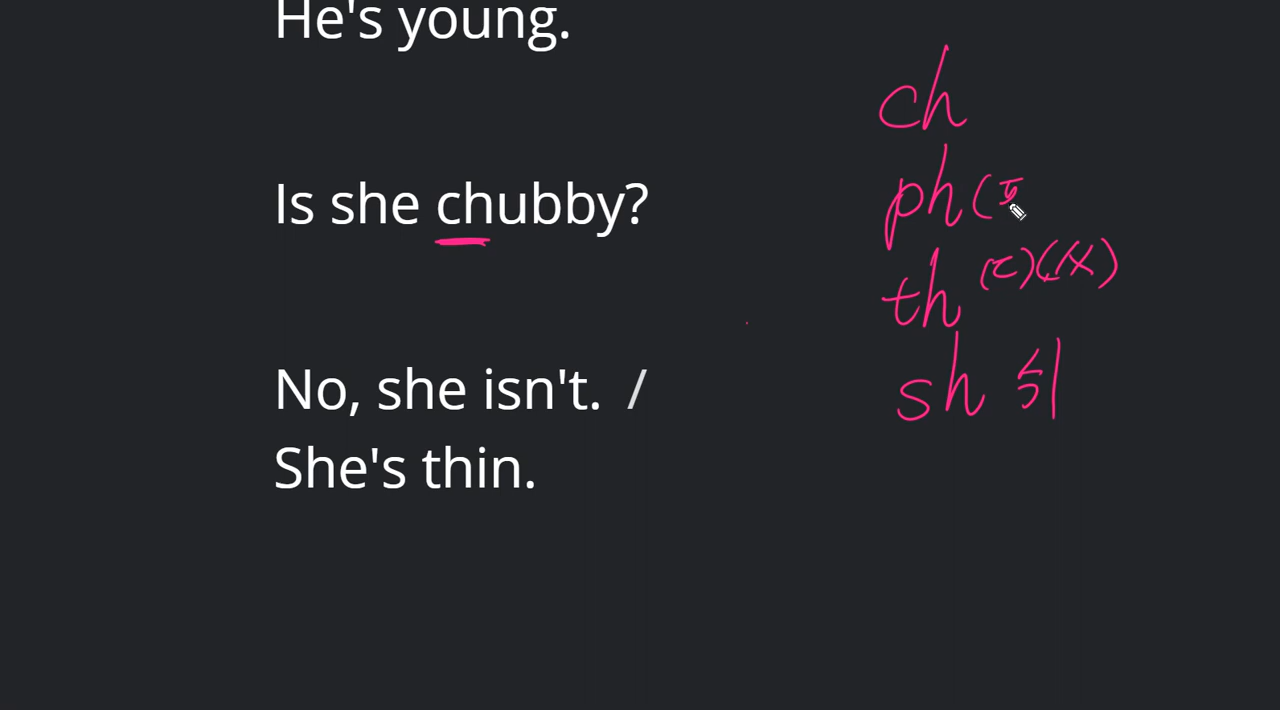 He's young.
Is she chubby?
No, she isn't. /
She's thin.
ch
ph (ㅍ
th (ㄷ)(ㅆ)
sh 쉬